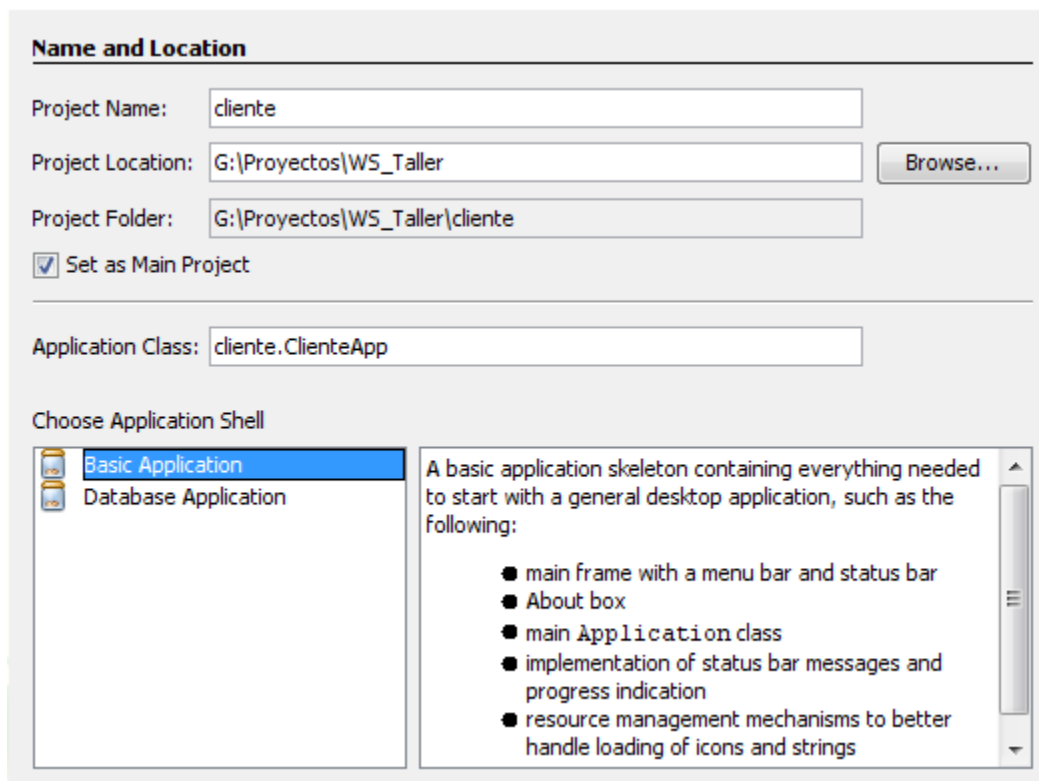 Name and Location
Project Name: cliente
Project Location: G:\Proyectos\WS_Taller Browse...
Project Folder: G:\Proyectos\WS_Taller\cliente
Set as Main Project
Application Class: cliente.ClienteApp
Choose Application Shell
Basic Application
Database Application
A basic application skeleton containing everything needed
to start with a general desktop application, such as the
following:
main frame with a menu bar and status bar
About box
main Application class
implementation of status bar messages and
progress indication
resource management mechanisms to better
handle loading of icons and strings